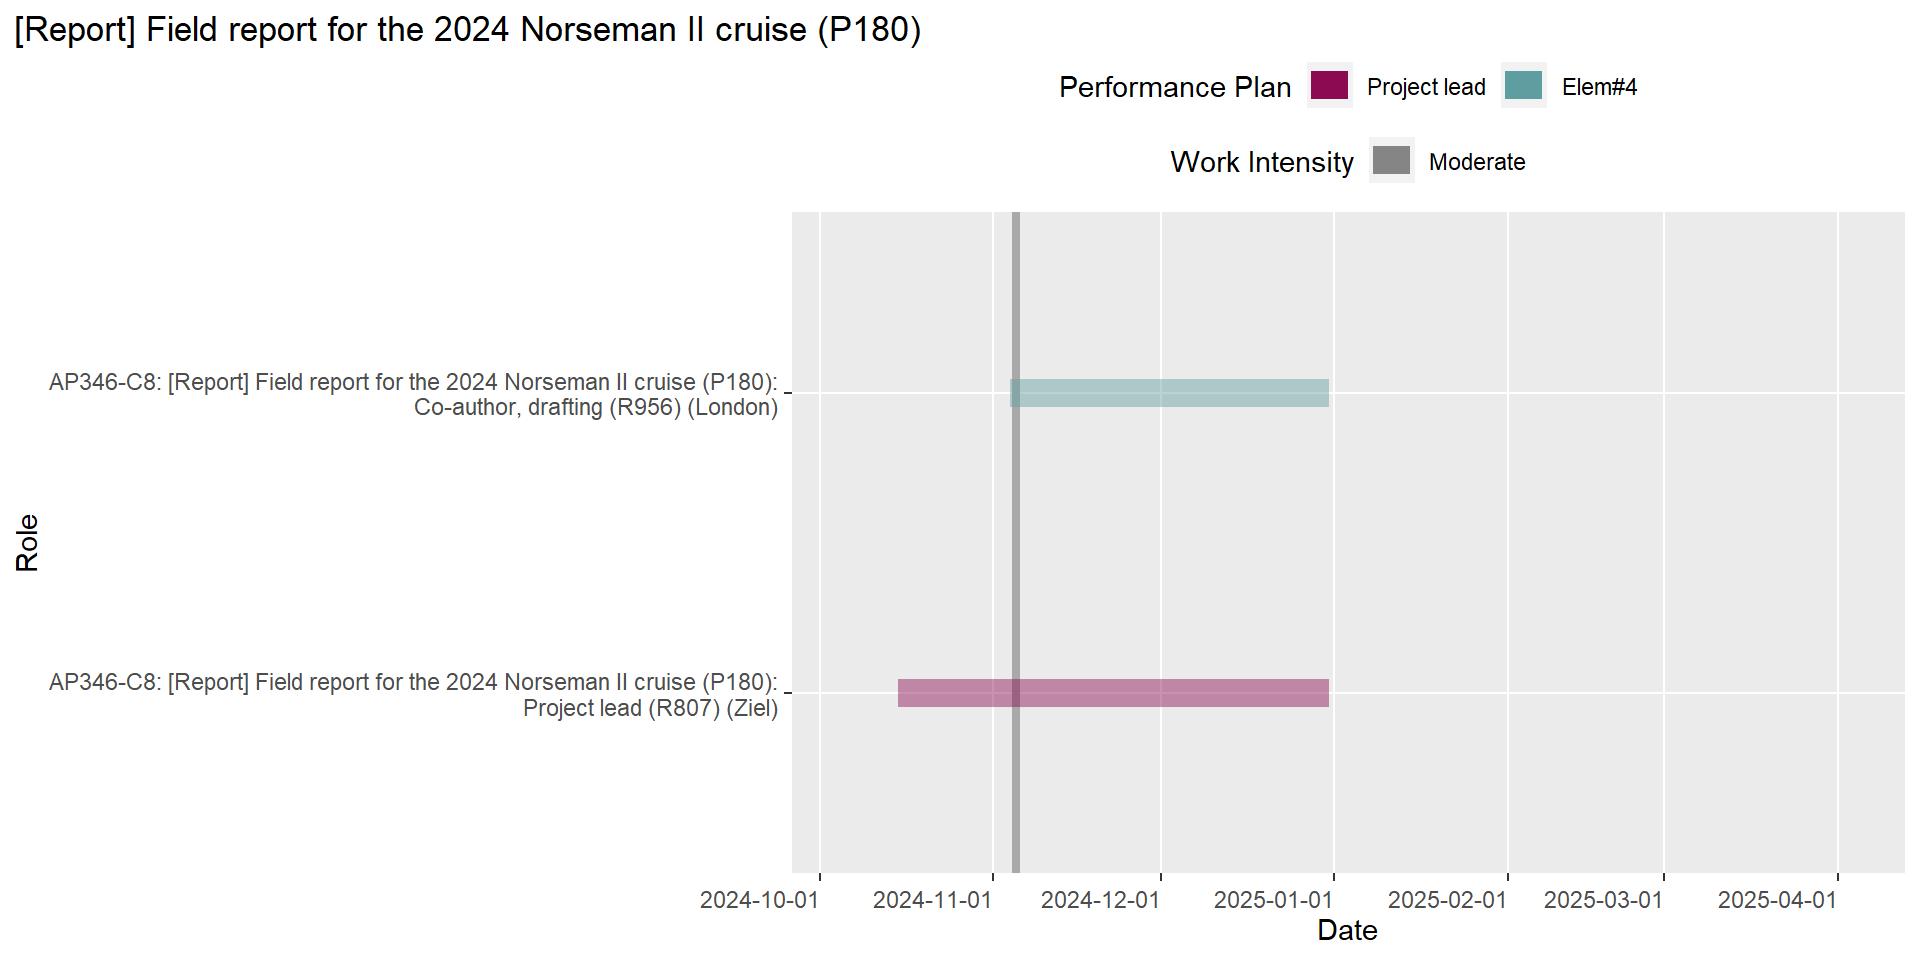 [Report] Field report for the 2024 Norseman II cruise (P180)
Performance Plan Project lead Elem#4
Work Intensity Moderate
AP346-C8: [Report] Field report for the 2024 Norseman II cruise (P180):
Co-author, drafting (R956) (London)
Role
AP346-C8: [Report] Field report for the 2024 Norseman II cruise (P180):
Project lead (R807) (Ziel)
2024-10-01 2024-11-01 2024-12-01 2025-01-01 2025-02-01 2025-03-01 2025-04-01
Date